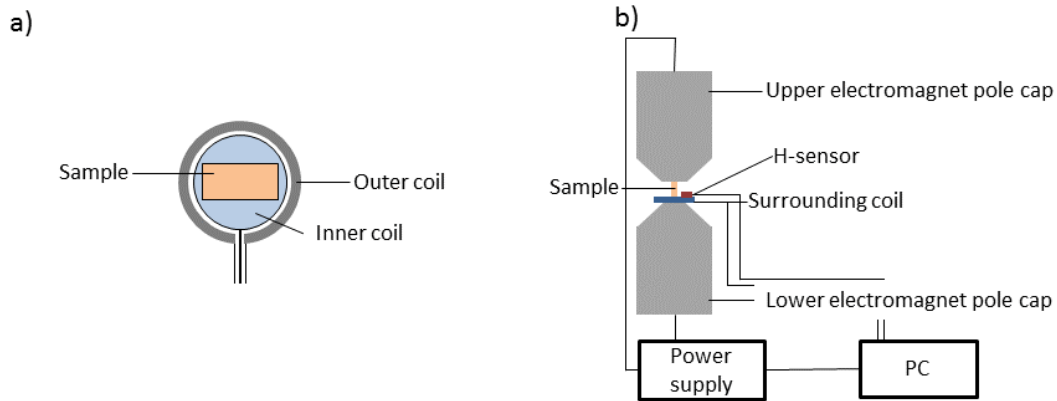 a)
Sample
Outer coil
Inner coil
b)
Upper electromagnet pole cap
H-sensor
Sample
Surrounding coil
Lower electromagnet pole cap
Power
supply
PC